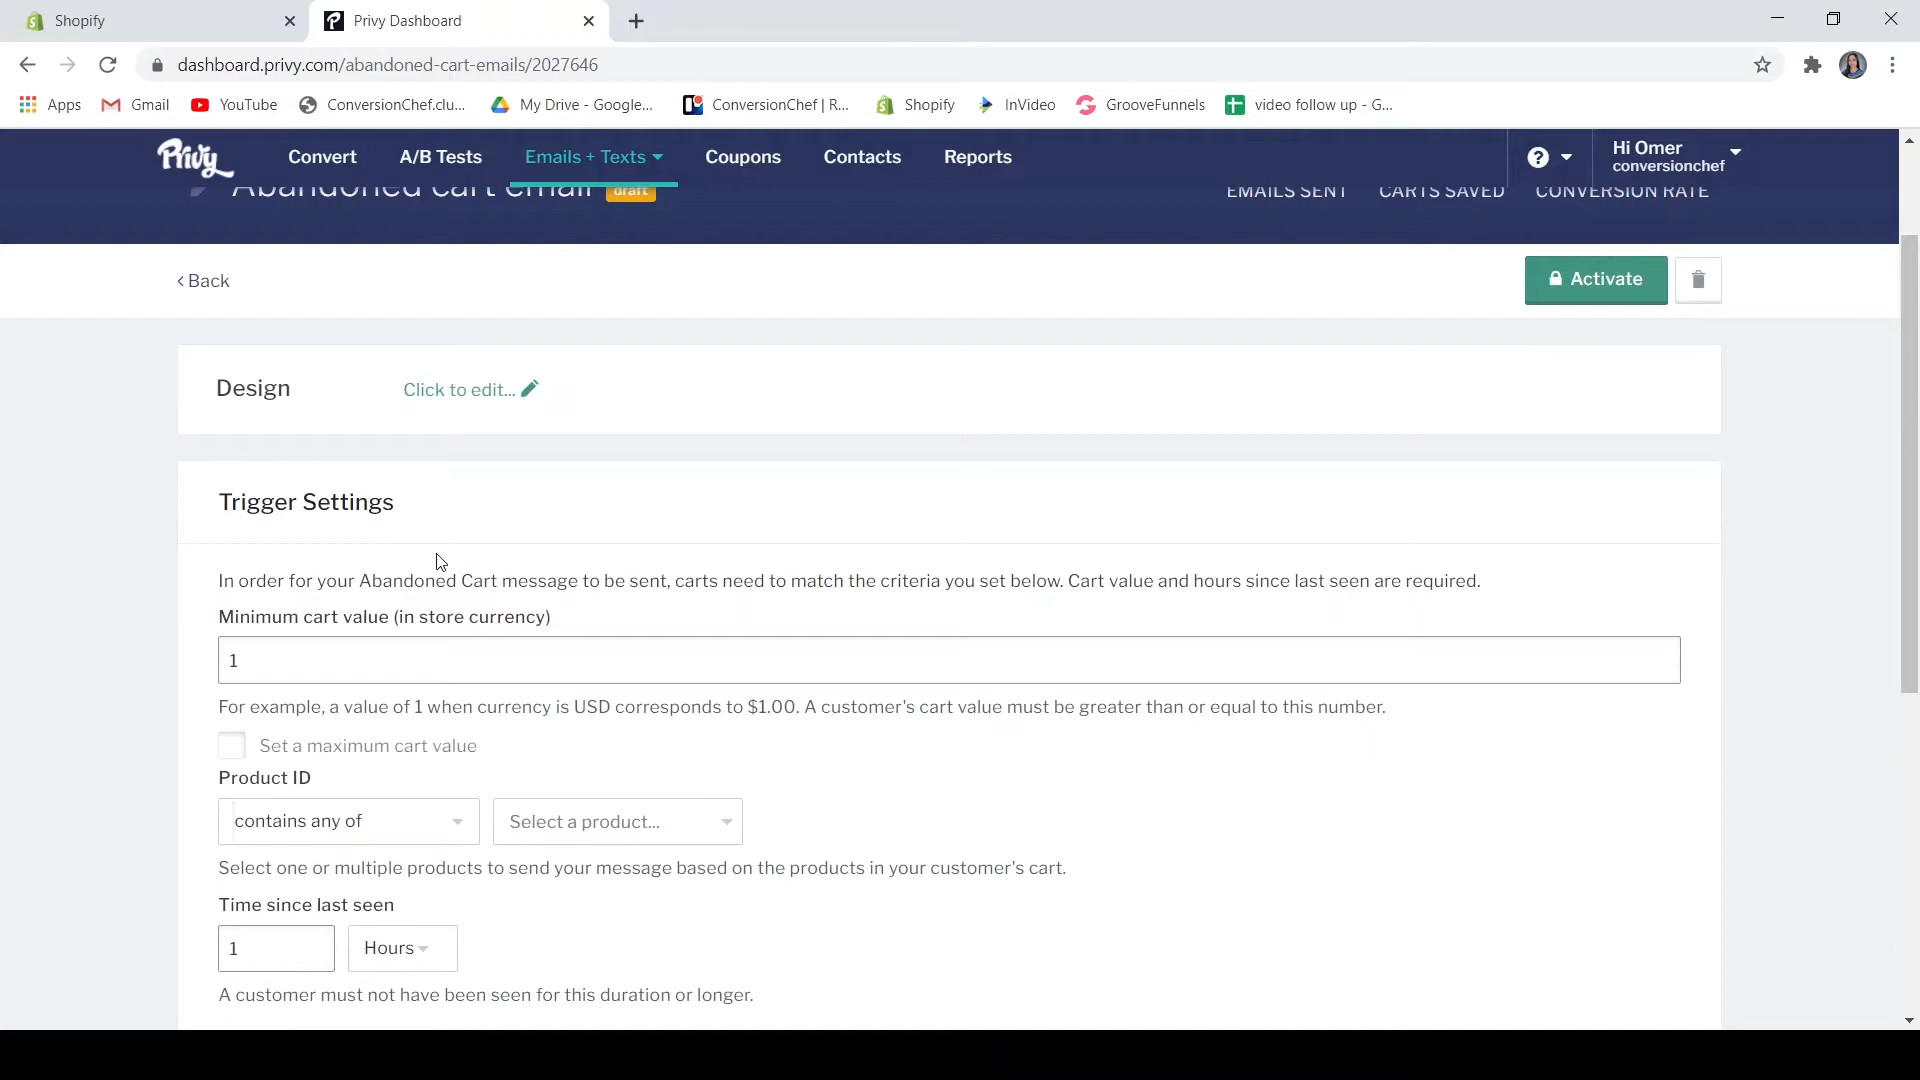 Shopify
Privy Dashboard
dashboard.privy.com/abandoned-cart-emails/2027646
Apps
Gmail
YouTube
ConversionChef.clu...
My Drive - Google...
ConversionChef | R...
Shopify
InVideo
GrooveFunnels
video follow up - G...
Privy
Convert
A/B Tests
Emails + Texts
Coupons
Contacts
Reports
?
Hi Omer
conversionchef
Abandoned cart email
draft
EMAILS SENT
CARTS SAVED
CONVERSION RATE
Back
Activate
Design
Click to edit...
Trigger Settings
In order for your Abandoned Cart message to be sent, carts need to match the criteria you set below. Cart value and hours since last seen are required.
Minimum cart value (in store currency)
1
For example, a value of 1 when currency is USD corresponds to $1.00. A customer's cart value must be greater than or equal to this number.
Set a maximum cart value
Product ID
contains any of
Select a product...
Select one or multiple products to send your message based on the products in your customer's cart.
Time since last seen
1
Hours
A customer must not have been seen for this duration or longer.